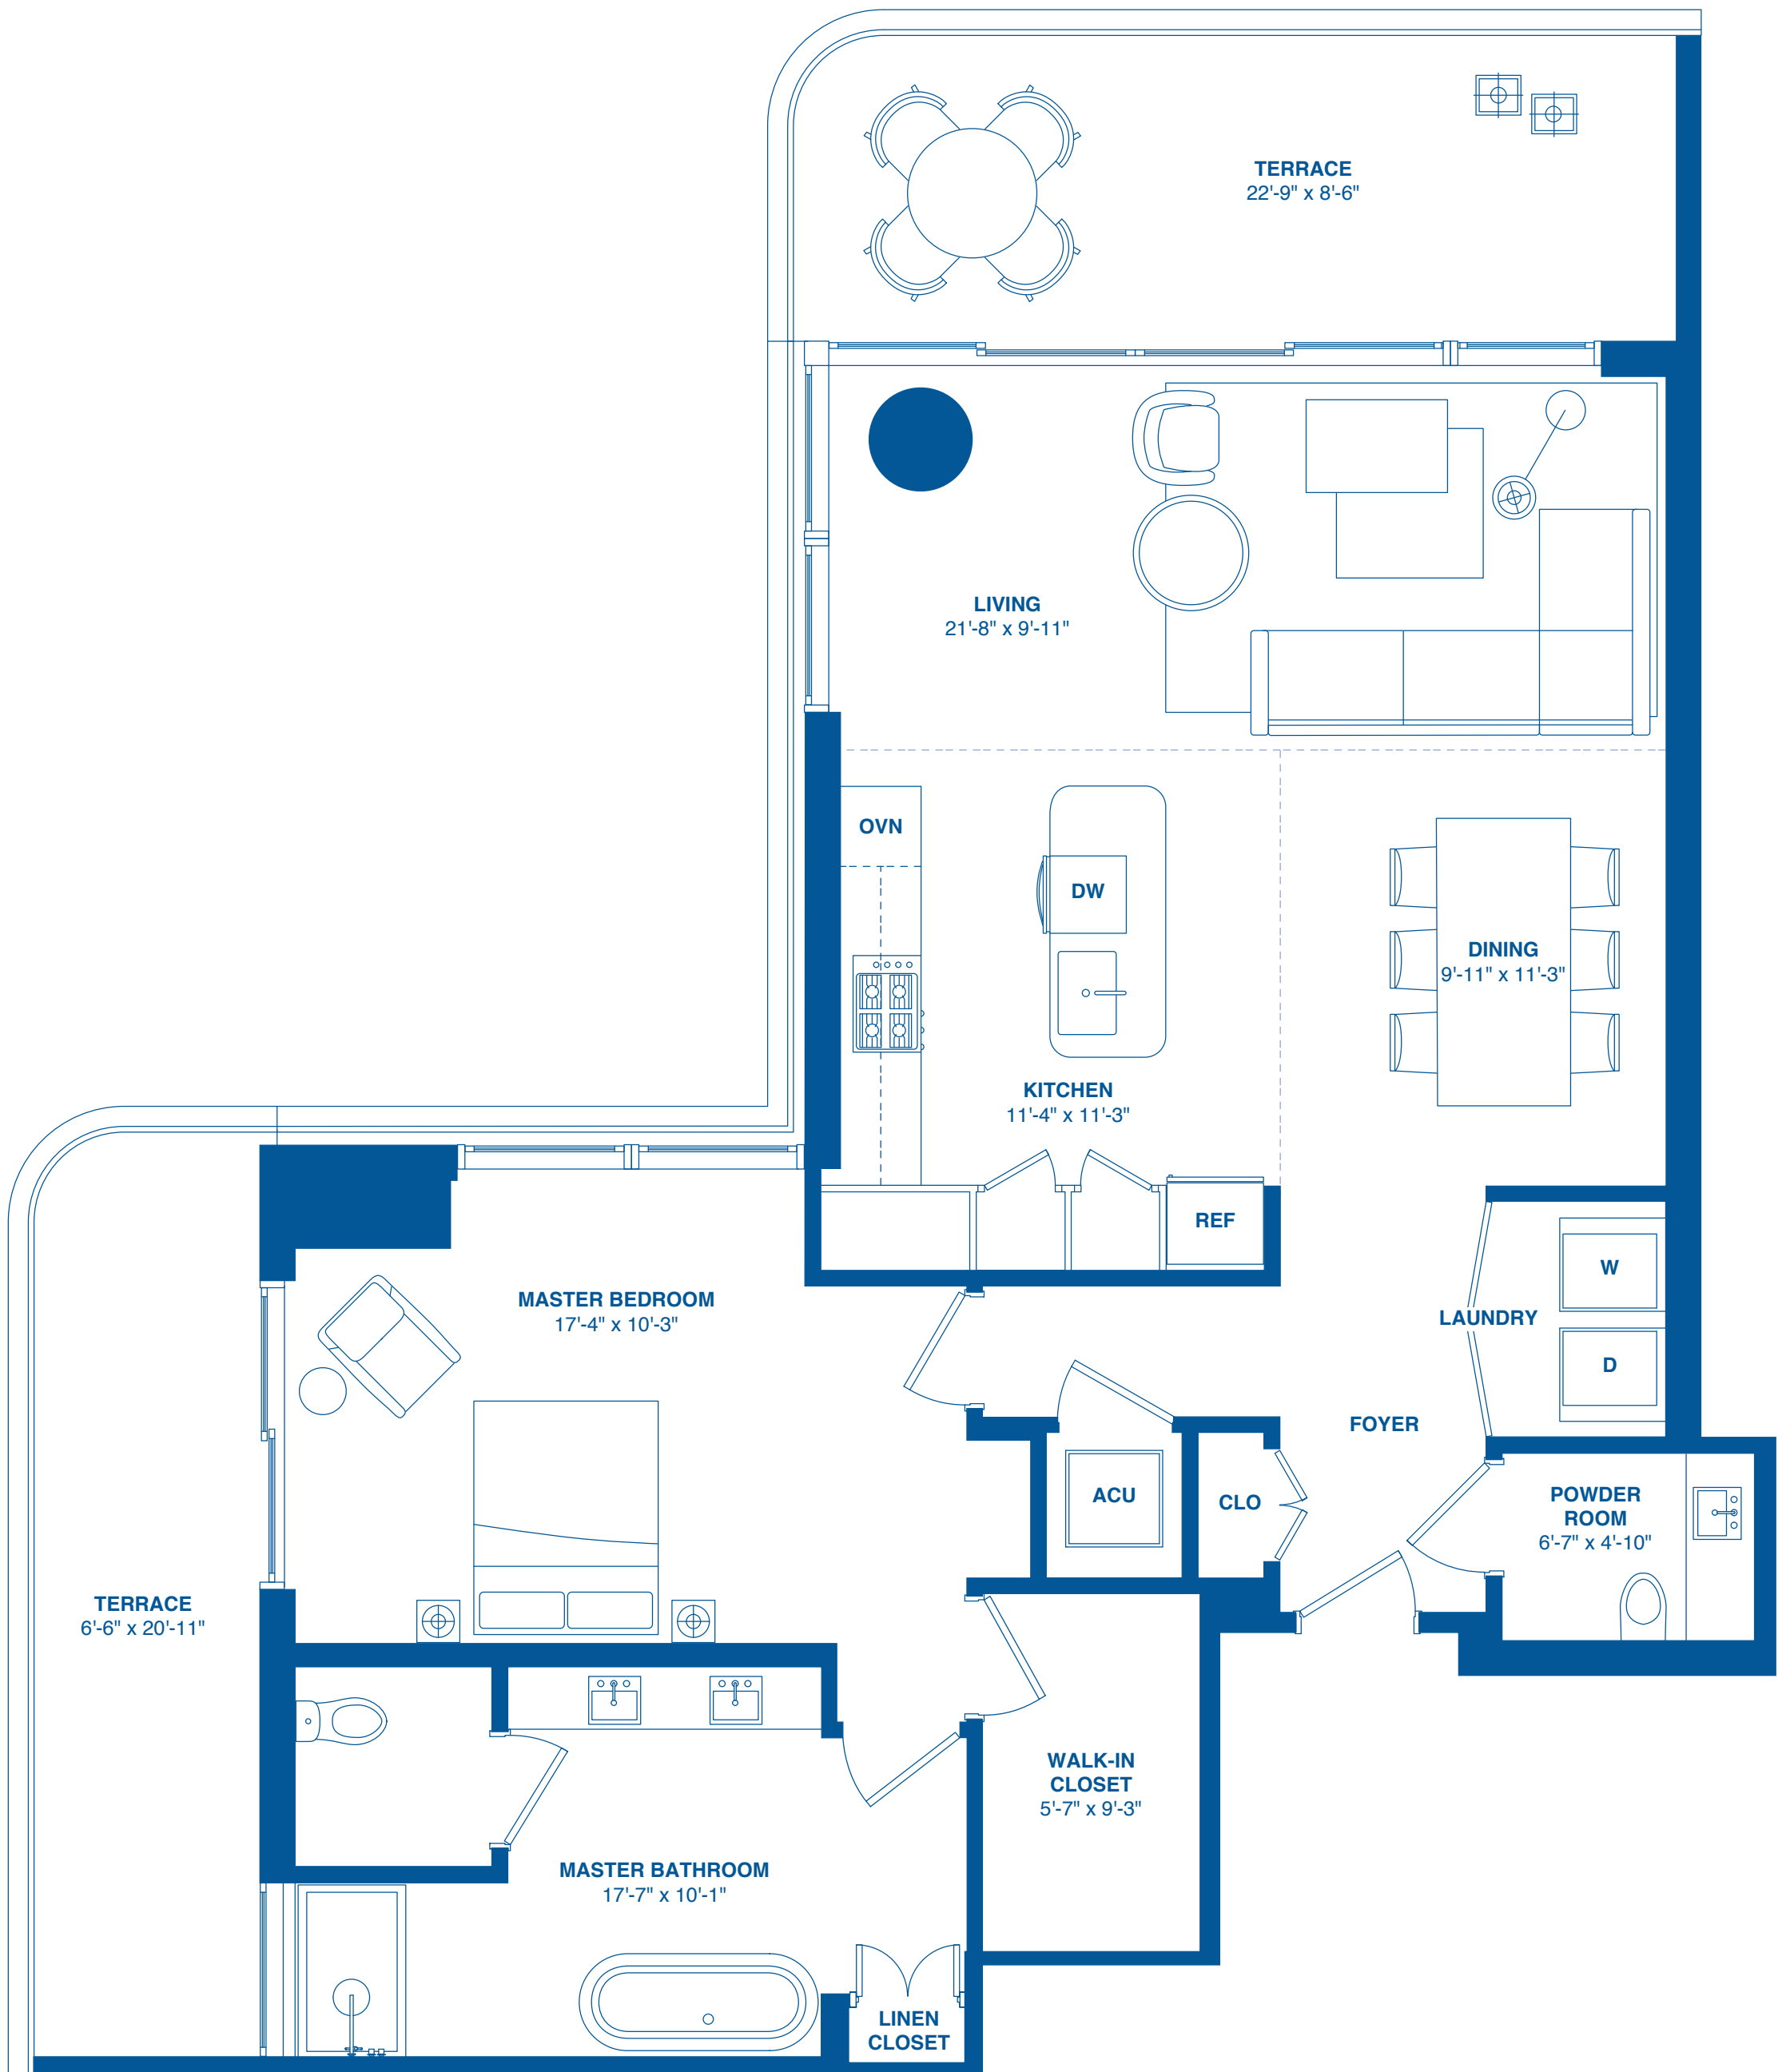 TERRACE
22'-9" x 8'-6"
LIVING
21'-8" x 9'-11"
OVN
DW
DINING
9'-11" x 11'-3"
KITCHEN
11'-4" x 11'-3"
REF
W
MASTER BEDROOM
17'-4" x 10'-3"
LAUNDRY
D
FOYER
ACU
CLO
POWDER
ROOM
6'-7" x 4'-10"
TERRACE
6'-6" x 20'-11"
WALK-IN
CLOSET
5'-7" x 9'-3"
MASTER BATHROOM
17'-7" x 10'-1"
LINEN
CLOSET